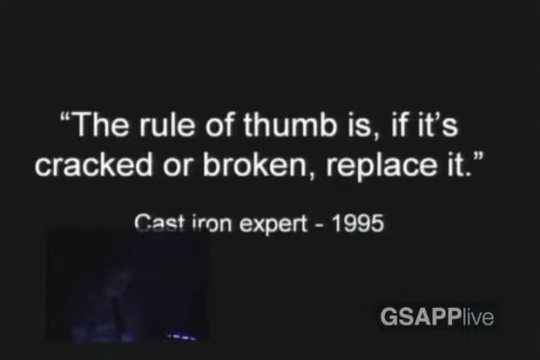 “The rule of thumb is, if it’s
cracked or broken, replace it.”
Cast iron expert - 1995
GSAPPlive